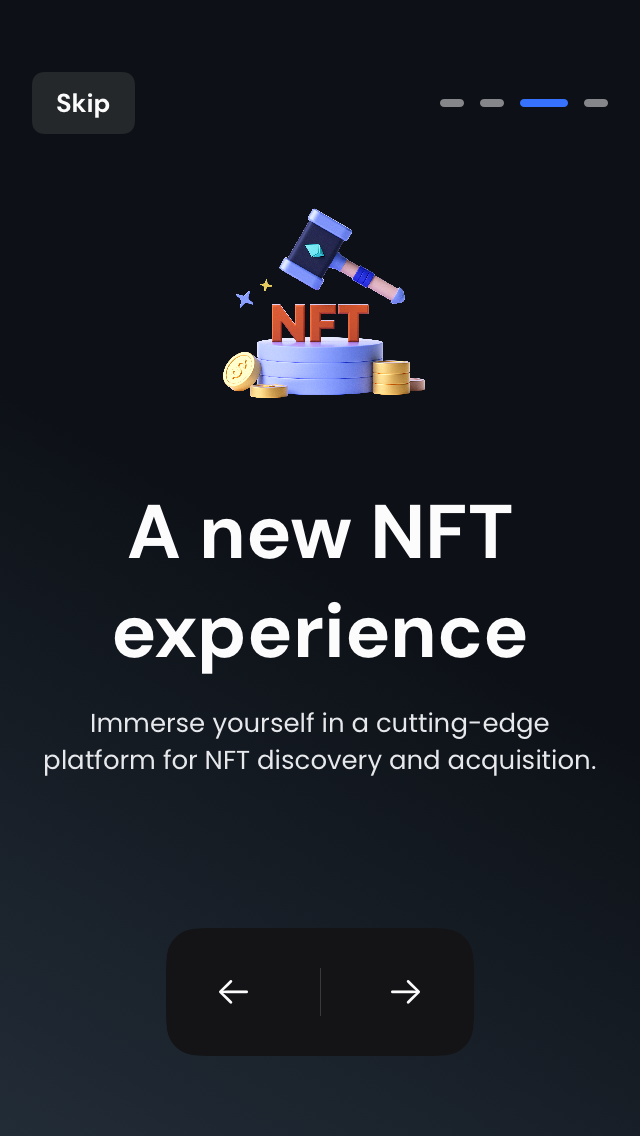 Skip
NFT
A new NFT
experience
Immerse yourself in a cutting-edge
platform for NFT discovery and acquisition.